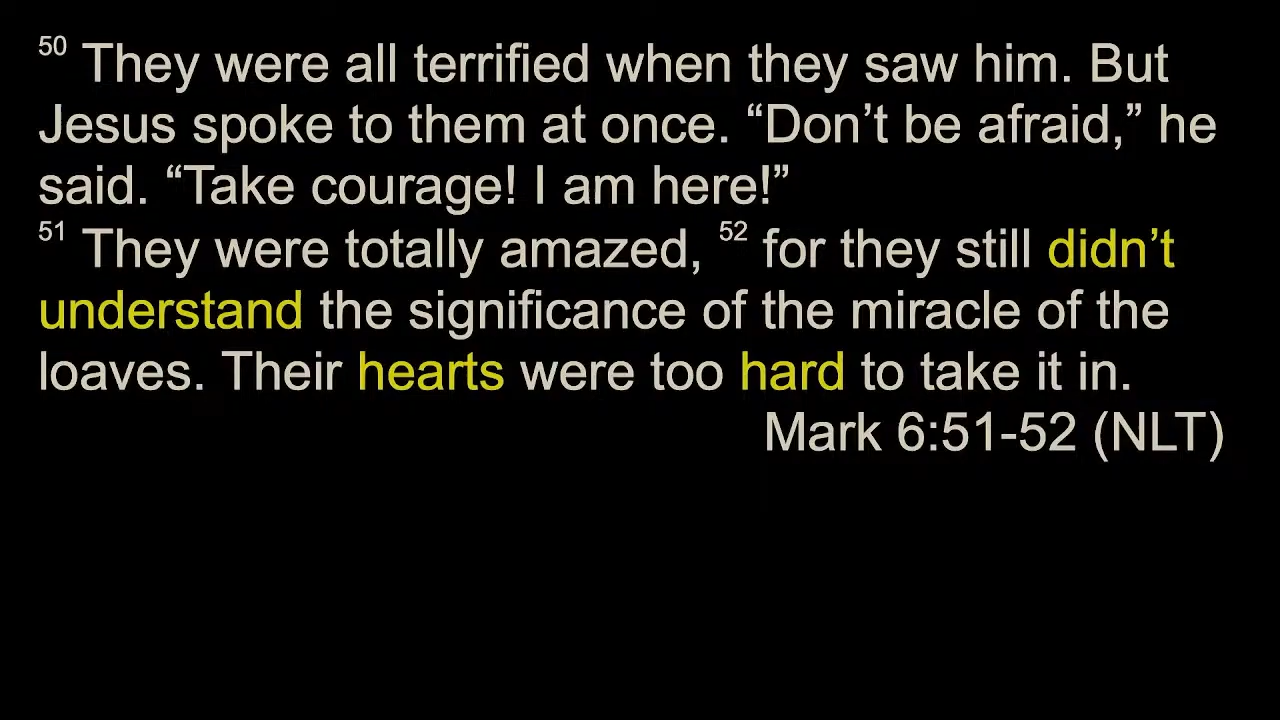 50 They were all terrified when they saw him. But
Jesus spoke to them at once. “Don’t be afraid,” he
said. “Take courage! I am here!”
51 They were totally amazed, 52 for they still didn’t
understand the significance of the miracle of the
loaves. Their hearts were too hard to take it in.
Mark 6:51-52 (NLT)